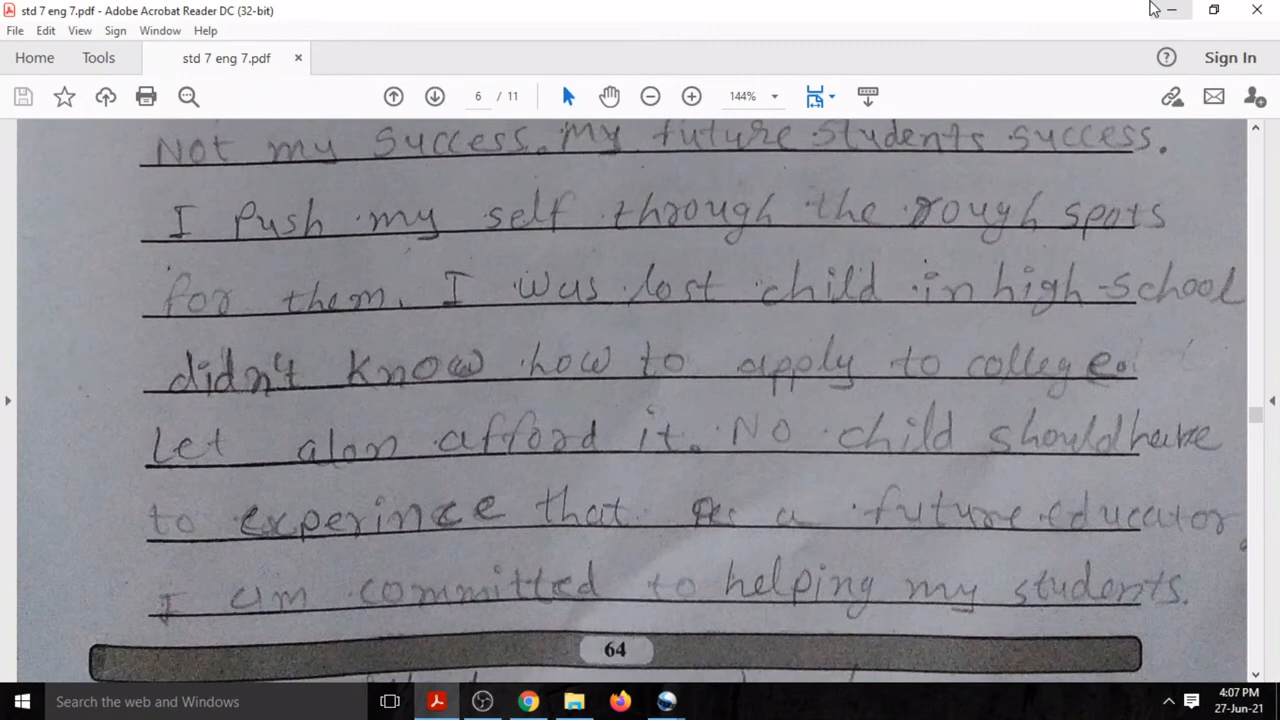 std 7 eng 7.pdf - Adobe Acrobat Reader DC (32-bit)
File Edit View Sign Window Help
Home Tools std 7 eng 7.pdf × Sign In
6 / 11 144%
Not my success. My future students success.
I Push my self through the rough spots
for them. I was lost child in high-school
didn't know how to apply to college.
Let alon afford it. No child should have
to experince that. As a future educator,
I am committed to helping my students.
64
Search the web and Windows
4:07 PM
27-Jun-21